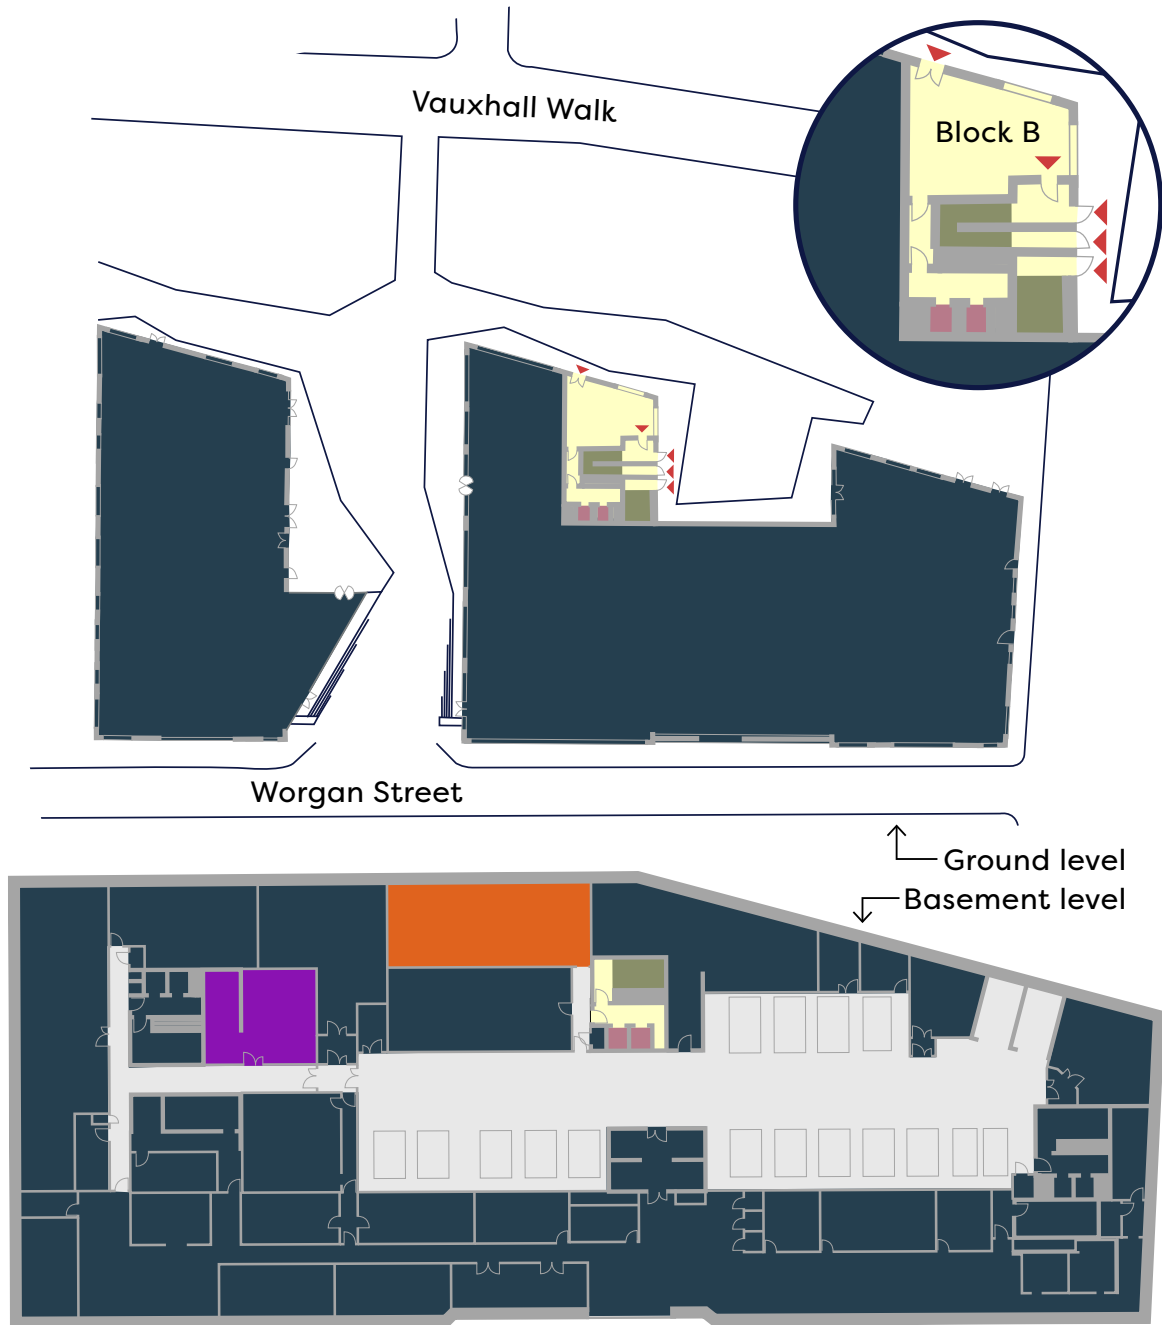 Vauxhall Walk
Block B
Worgan Street
Ground level
Basement level